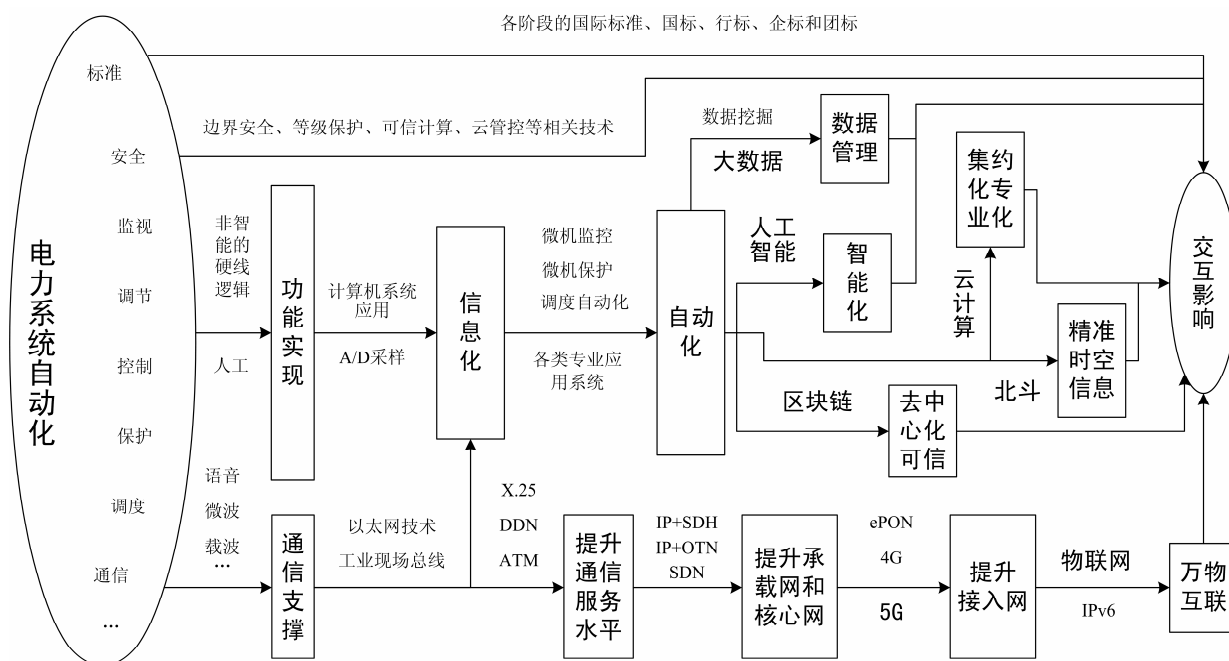 各阶段的国际标准、国标、行标、企标和团标
标准
边界安全、等级保护、可信计算、云管控等相关技术
安全
监视
调节
控制
保护
调度
通信
...
电力系统自动化
非智
能的
硬线
逻辑
人工
功能实现
计算机系统
应用
A/D采样
信息化
微机监控
微机保护
调度自动化
各类专业应
用系统
自动化
数据挖掘
大数据
数据
管理
人工
智能
智
能化
集约
化专
业化
云计算
北斗
精准
时空
信息
区块链
去中
心化
可信
交互影响
语音
微波
载波
...
通信支撑
以太网技术
工业现场总线
X.25
DDN
ATM
提升
通信
服务
水平
IP+SDH
IP+OTN
SDN
提升承
载网和
核心网
ePON
4G
5G
提升
接入网
物联网
IPv6
万物
互联